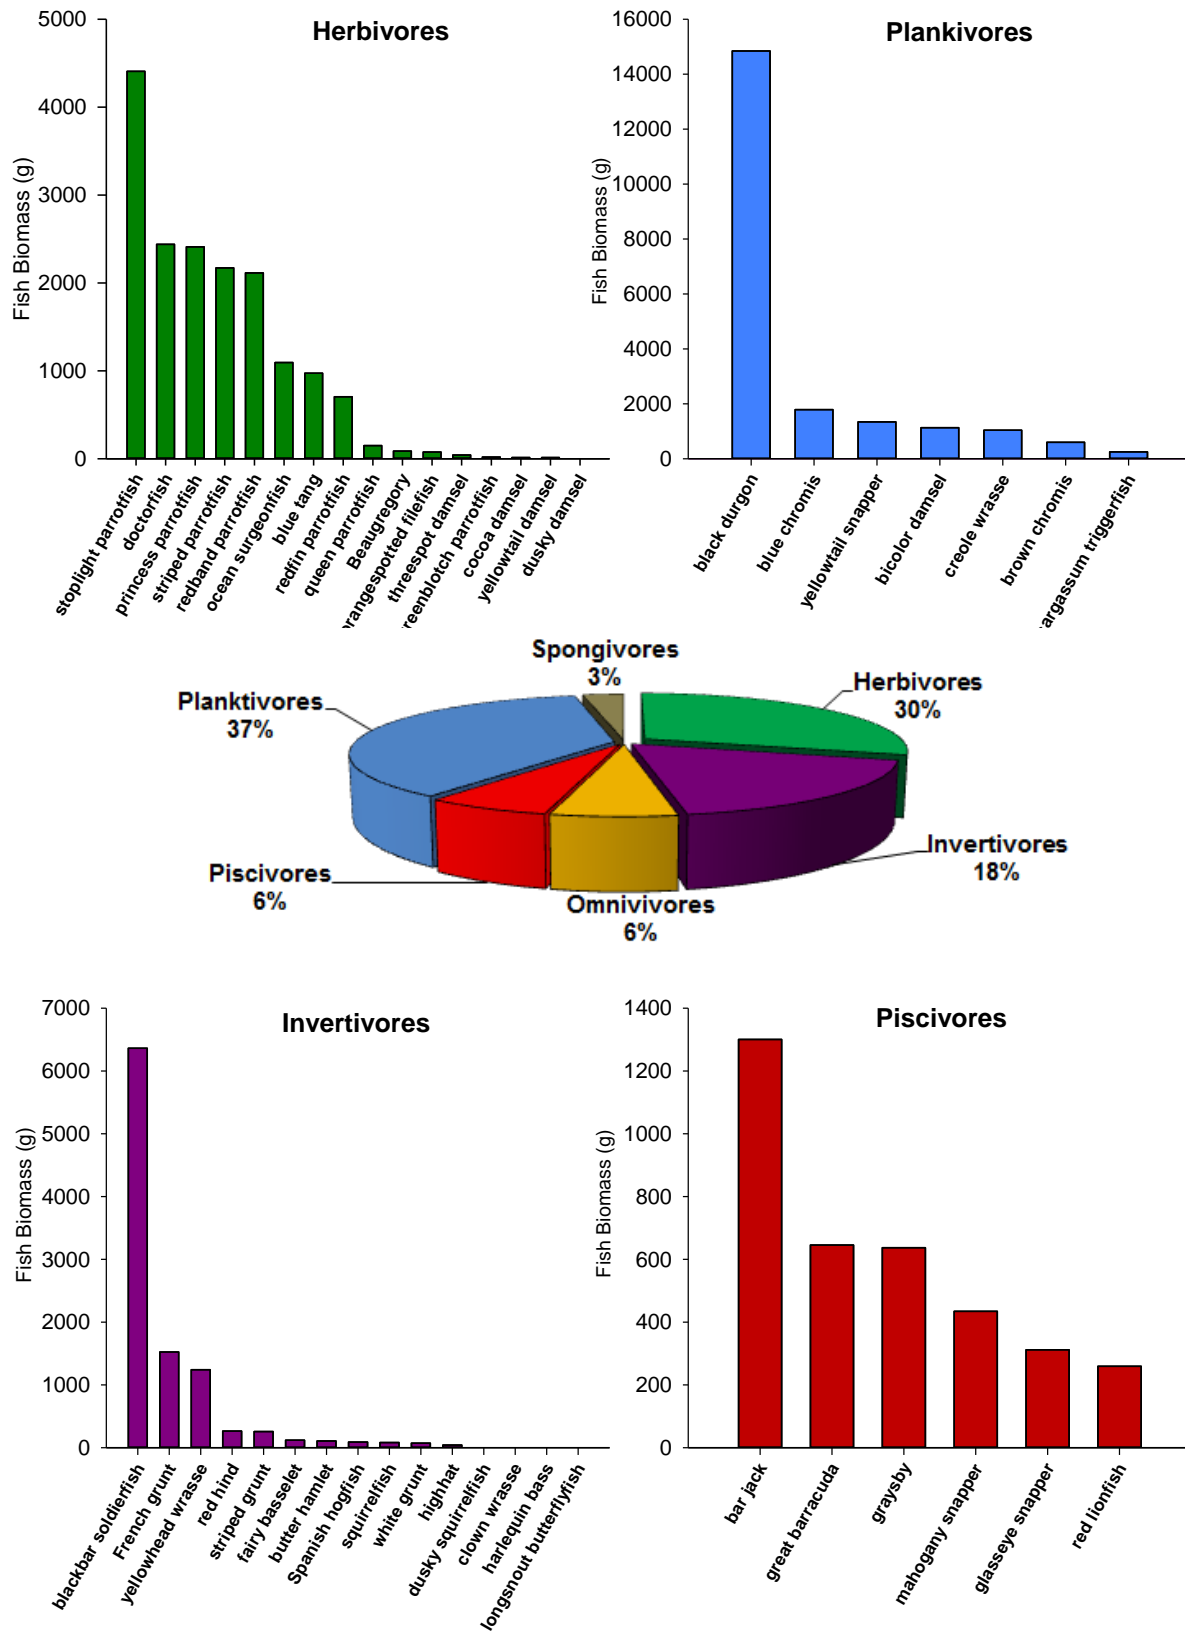 Herbivores
Fish Biomass (g)
5000
4000
3000
2000
1000
0
stoplight parrotfish
doctorfish
princess parrotfish
striped parrotfish
redband parrotfish
ocean surgeonfish
blue tang
redfin parrotfish
queen parrotfish
Beaugregory
orangespotted filefish
threespot damsel
reenblotch parrotfish
cocoa damsel
yellowtail damsel
dusky damsel
Plankivores
Fish Biomass (g)
16000
14000
12000
10000
8000
6000
4000
2000
0
black durgon
blue chromis
yellowtail snapper
bicolor damsel
creole wrasse
brown chromis
argassum triggerfish
Spongivores
3%
Herbivores
30%
Planktivores
37%
Invertivores
18%
Piscivores
6%
Omnivivores
6%
Invertivores
Fish Biomass (g)
7000
6000
5000
4000
3000
2000
1000
0
blackbar soldierfish
French grunt
yellowhead wrasse
red hind
striped grunt
fairy basselet
butter hamlet
Spanish hogfish
squirrelfish
white grunt
highhat
dusky squirrelfish
clown wrasse
harlequin bass
longsnout butterflyfish
Piscivores
Fish Biomass (g)
1400
1200
1000
800
600
400
200
0
bar jack
great barracuda
graysby
mahogany snapper
glasseye snapper
red lionfish